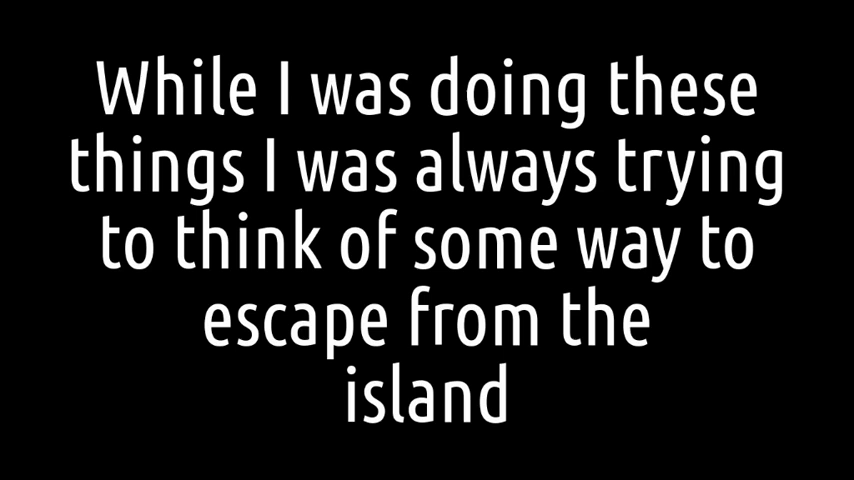 While I was doing these
things I was always trying
to think of some way to
escape from the
island